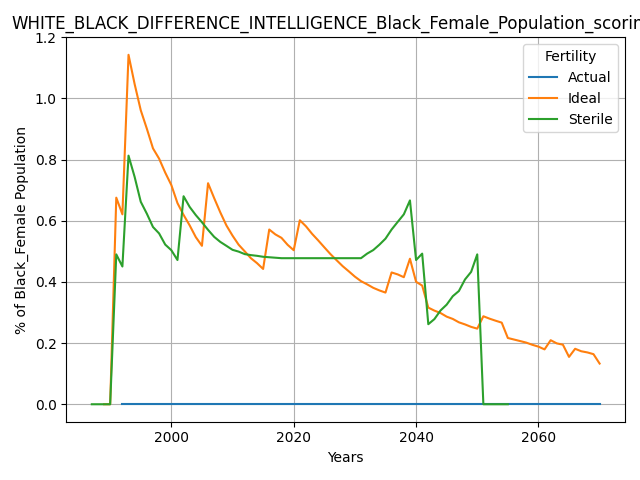 WHITE_BLACK_DIFFERENCE_INTELLIGENCE_Black_Female_Population_scorin
1.2
1.0
0.8
0.6
0.4
0.2
0.0
% of Black_Female Population
Fertility
Actual
Ideal
Sterile
2000 2020 2040 2060
Years